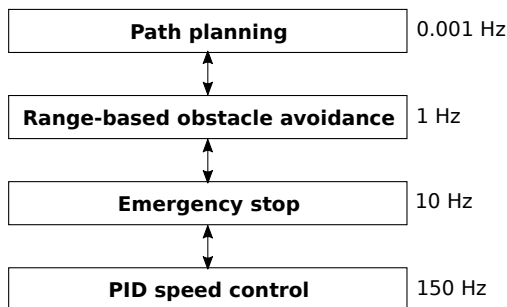 Path planning 0.001 Hz
Range-based obstacle avoidance 1 Hz
Emergency stop 10 Hz
PID speed control 150 Hz